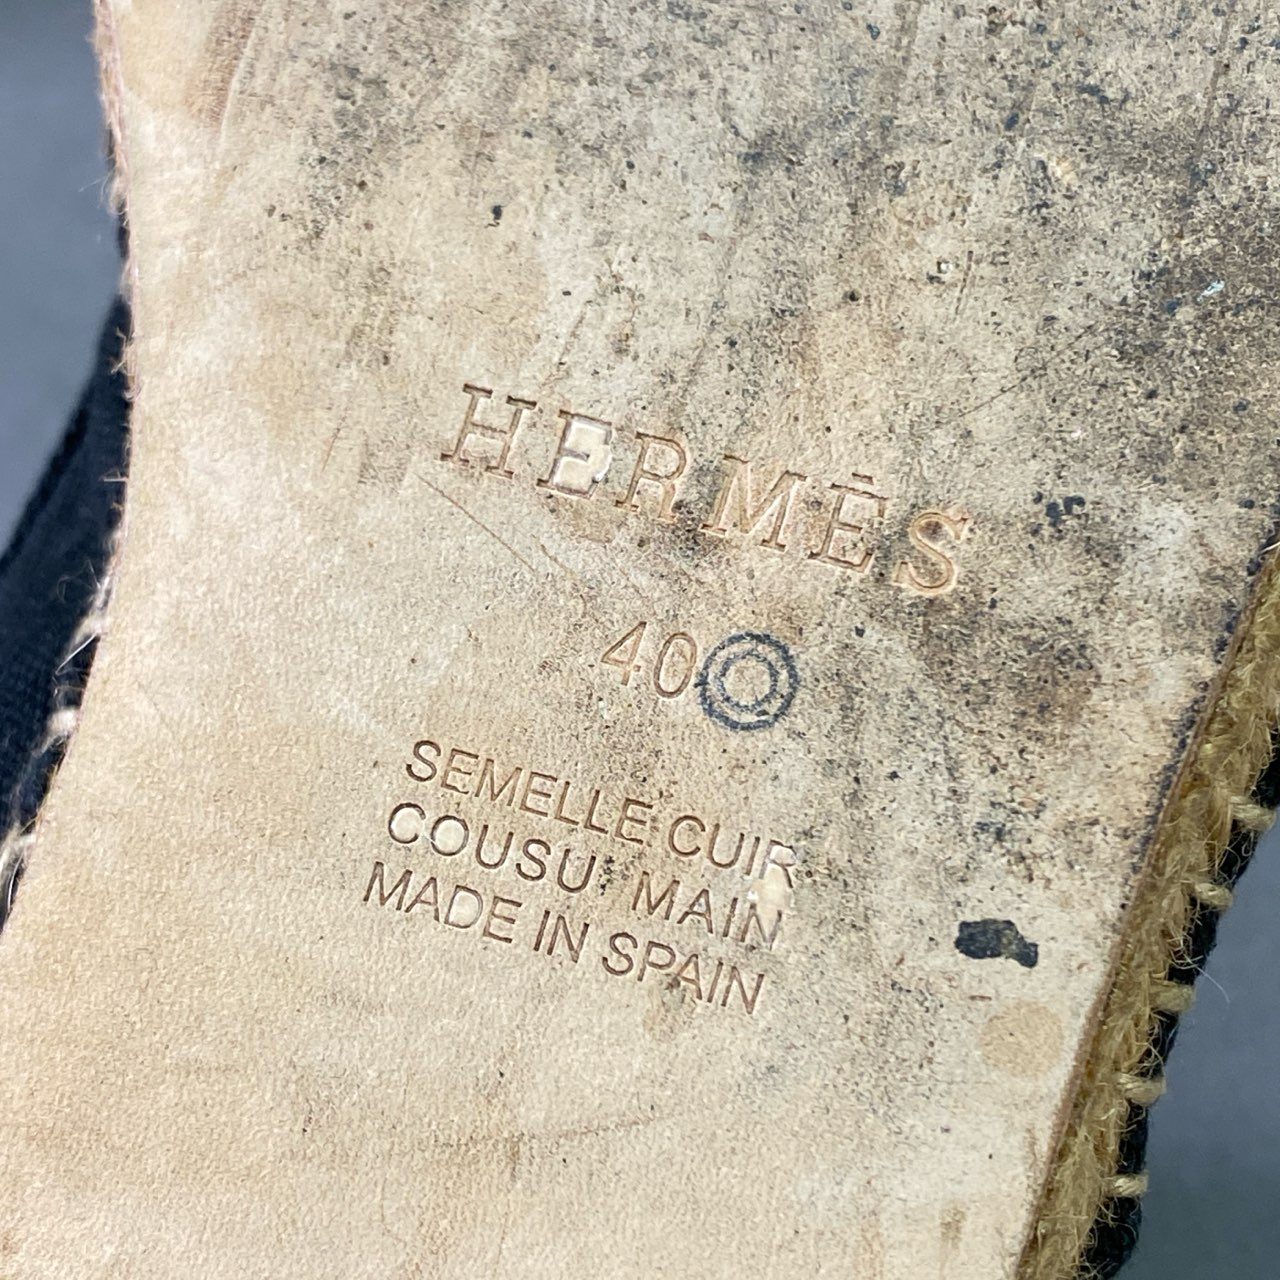 HERMÈS
40
SEMELLE CUIR
COUSU MAIN
MADE IN SPAIN